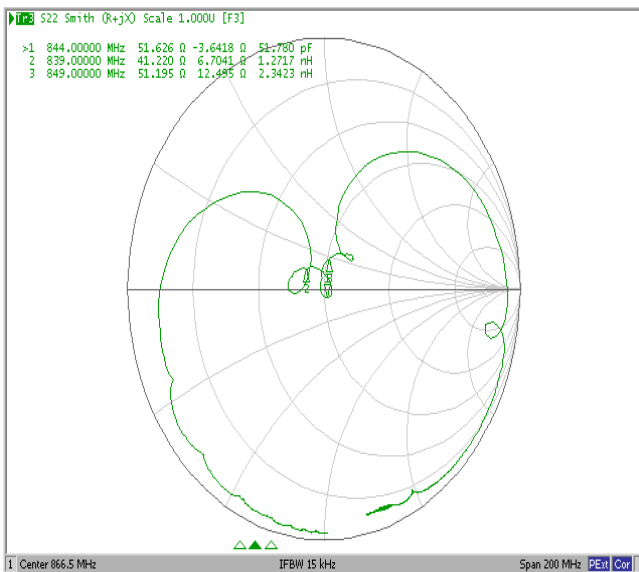 Tr3 S22 Smith (R+jX) Scale 1.000U [F3]
>1 844.00000 MHz 51.626 Ω -3.6418 Ω 51.780 pF
2 839.00000 MHz 41.220 Ω 6.7041 Ω 1.2717 nH
3 849.00000 MHz 51.195 Ω 12.495 Ω 2.3423 nH
1 Center 866.5 MHz IFBW 15 kHz Span 200 MHz PExt Cor